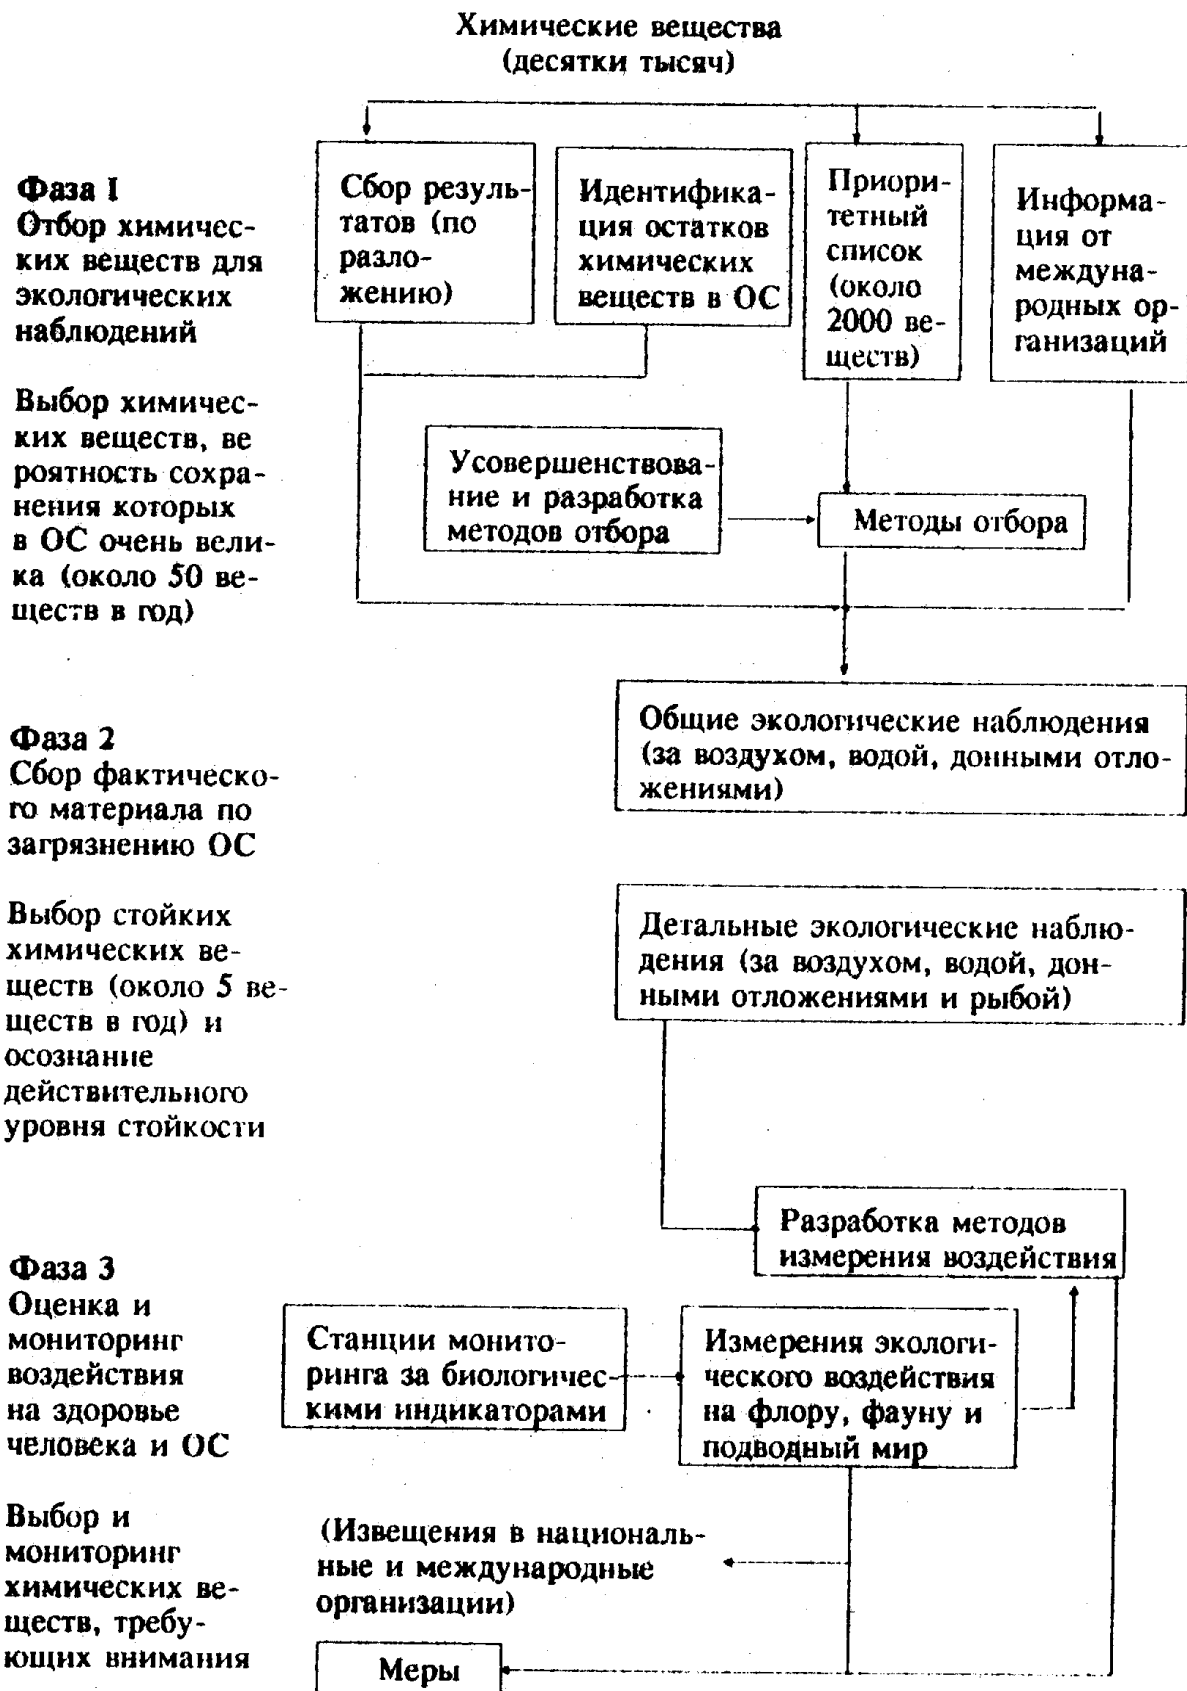 Химические вещества
(десятки тысяч)
Фаза I
Отбор химичес-
ких веществ для
экологических
наблюдений
Выбор химичес-
ких веществ, ве
роятность сохра-
нения которых
в ОС очень вели-
ка (около 50 ве-
ществ в год)
Сбор резуль-
татов (по
разло-
жению)
Идентифика-
ция остатков
химических
веществ в ОС
Приори-
тетный
список
(около
2000 ве-
ществ)
Информа-
ция от
междуна-
родных ор-
ганизаций
Усовершенствова-
ние и разработка
методов отбора
Методы отбора
Фаза 2
Сбор фактическо-
го материала по
загрязнению ОС
Выбор стойких
химических ве-
ществ (около 5 ве-
ществ в год) и
осознание
действительного
уровня стойкости
Общие экологические наблюдения
(за воздухом, водой, донными отло-
жениями)
Детальные экологические наблю-
дения (за воздухом, водой, дон-
ными отложениями и рыбой)
Разработка методов
измерения воздействия
Фаза 3
Оценка и
мониторинг
воздействия
на здоровье
человека и ОС
Выбор и
мониторинг
химических ве-
ществ, требу-
ющих внимания
Станции монито-
ринга за биологичес-
кими индикаторами
Измерения экологи-
ческого воздействия
на флору, фауну и
подводный мир
(Извещения в националь-
ные и международные
организации)
Меры